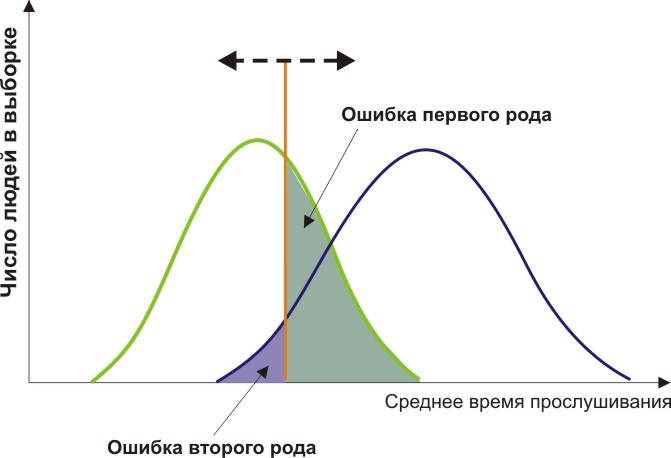 Число людей в выборке
Ошибка первого рода
Среднее время прослушивания
Ошибка второго рода